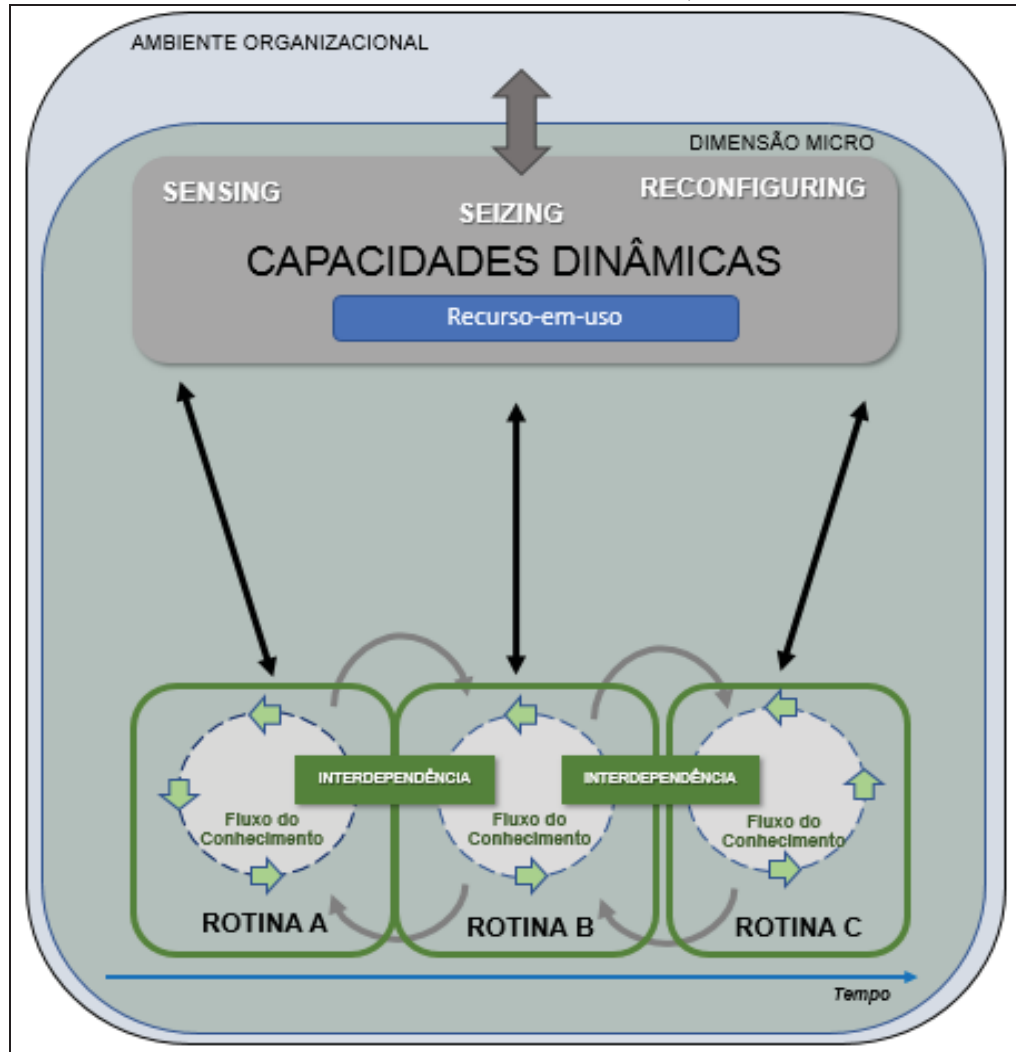 AMBIENTE ORGANIZACIONAL
DIMENSÃO MICRO
SENSING
SEIZING
RECONFIGURING
CAPACIDADES DINÂMICAS
Recurso-em-uso
INTERDEPENDÊNCIA
INTERDEPENDÊNCIA
Fluxo do
Conhecimento
Fluxo do
Conhecimento
Fluxo do
Conhecimento
ROTINA A
ROTINA B
ROTINA C
Tempo